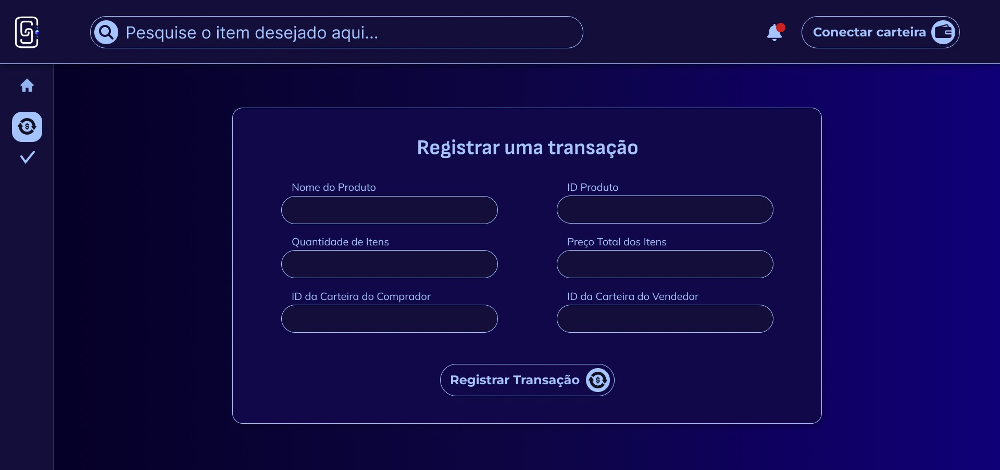 Pesquise o item desejado aqui...
Conectar carteira
Registrar uma transação
Nome do Produto
ID Produto
Quantidade de Itens
Preço Total dos Itens
ID da Carteira do Comprador
ID da Carteira do Vendedor
Registrar Transação